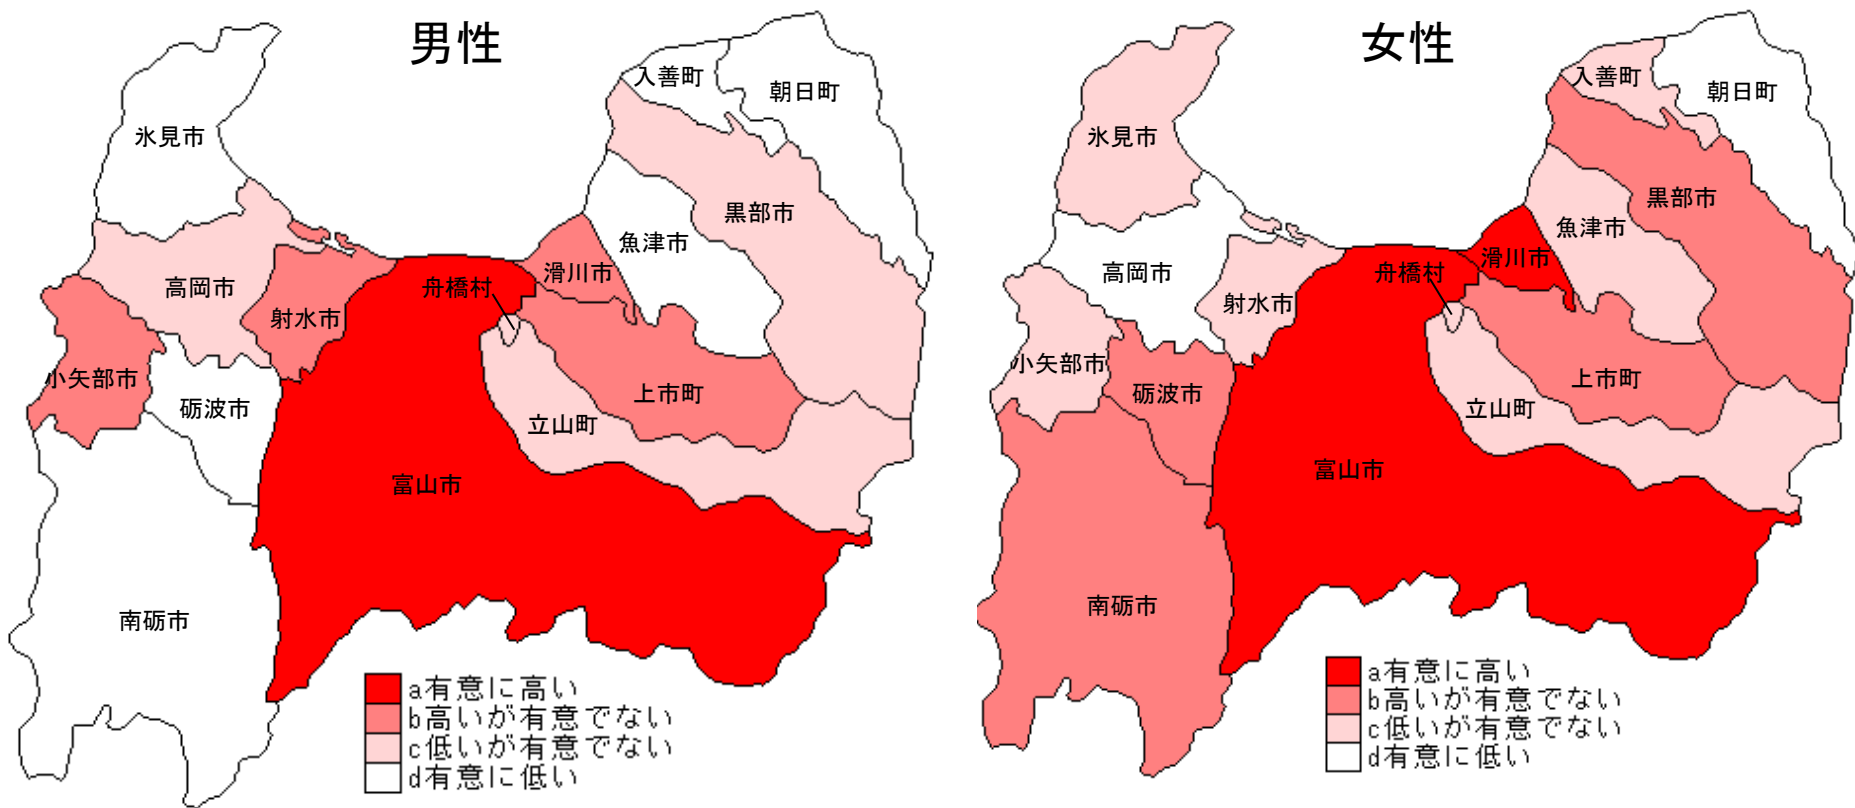 男性
入善町
朝日町
氷見市
黒部市
魚津市
滑川市
舟橋村
高岡市
射水市
小矢部市
砺波市
上市町
立山町
富山市
南砺市
a有意に高い
b高いが有意でない
c低いが有意でない
d有意に低い
女性
入善町
朝日町
氷見市
黒部市
魚津市
滑川市
舟橋村
高岡市
射水市
小矢部市
砺波市
上市町
立山町
富山市
南砺市
a有意に高い
b高いが有意でない
c低いが有意でない
d有意に低い